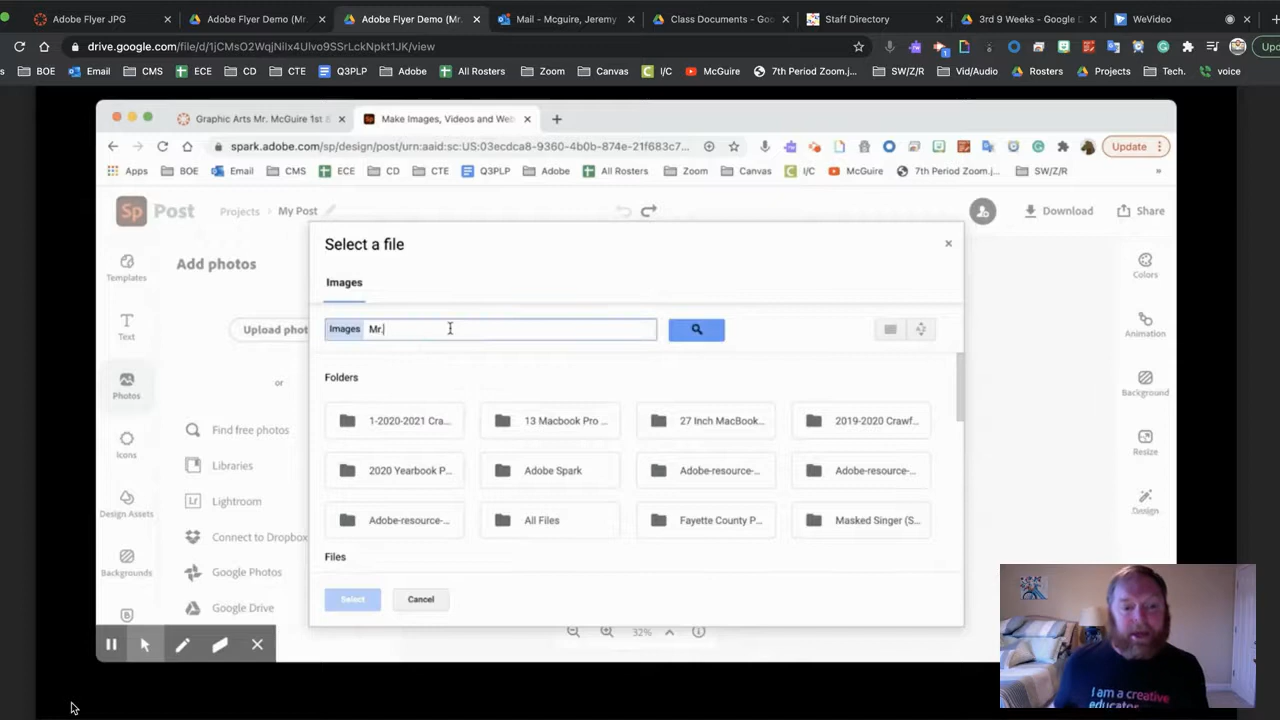 Adobe Flyer JPG
Adobe Flyer Demo (Mr.
Adobe Flyer Demo (Mr.
Mail - Mcguire, Jeremy
Class Documents - Go
Staff Directory
3rd 9 Weeks - Google D
WeVideo
drive.google.com/file/d/1jCMsO2WqjNilx4UIvo9SSrLckNpkt1JK/view
Upd
BOE Email CMS ECE CD CTE Q3PLP Adobe All Rosters Zoom Canvas I/C McGuire 7th Period Zoom.j... SW/Z/R Vid/Audio Rosters Projects Tech. voice
Graphic Arts Mr. McGuire 1st &
Make Images, Videos and Web
spark.adobe.com/sp/design/post/urn:aaid:sc:US:03ecdca8-9360-4b0b-874e-21f683c7...
Update
Apps BOE Email CMS ECE CD CTE Q3PLP Adobe All Rosters Zoom Canvas I/C McGuire 7th Period Zoom.j... SW/Z/R »
Sp Post Projects My Post Download Share
Add photos
Select a file
Images
Images Mr.
Templates
Text
Photos
Icons
Design Assets
Backgrounds
Upload phot
or
Find free photos
Libraries
Lr Lightroom
Connect to Dropbox
Google Photos
Google Drive
Folders
1-2020-2021 Cra... 13 Macbook Pro ... 27 Inch MacBook... 2019-2020 Crawf...
2020 Yearbook P... Adobe Spark Adobe-resource-... Adobe-resource-...
Adobe-resource-... All Files Fayette County P... Masked Singer (S...
Files
Select Cancel
32%
Colors
Animation
Background
Resize
Design
I am a creative
educator